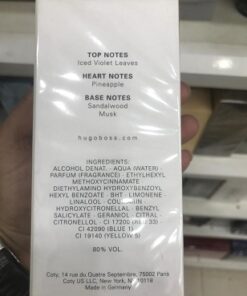 TOP NOTES
Iced Violet Leaves
HEART NOTES
Pineapple
BASE NOTES
Sandalwood
Musk
hugoboss.com
INGREDIENTS:
ALCOHOL DENAT. - AQUA (WATER)
PARFUM (FRAGRANCE) - ETHYLHEXYL
METHOXYCINNAMATE
DIETHYLAMINO HYDROXYBENZOYL
HEXYL BENZOATE - BHT - LIMONENE -
LINALOOL - COUMARIN -
HYDROXYCITRONELLAL - BENZYL
SALICYLATE - GERANIOL - CITRAL -
CITRONELLOL - CI 17200 (RED 33)
CI 42090 (BLUE 1)
CI 19140 (YELLOW 5)
80% VOL.
Coty, 14 rue du Quatre Septembre, 75002 Paris
Coty US LLC, New York, NY 10118
Made in Germany